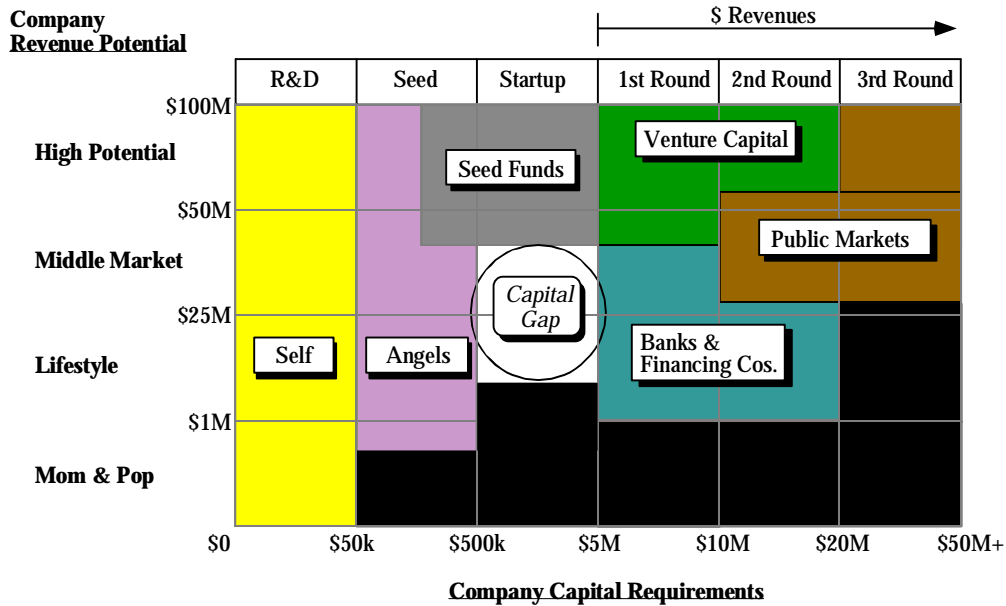 Company
Revenue Potential
$ Revenues
R&D
Seed
Startup
1st Round
2nd Round
3rd Round
$100M
High Potential
Seed Funds
Venture Capital
$50M
Middle Market
Public Markets
Capital
Gap
$25M
Lifestyle
Self
Angels
Banks &
Financing Cos.
$1M
Mom & Pop
$0
$50k
$500k
$5M
$10M
$20M
$50M+
Company Capital Requirements